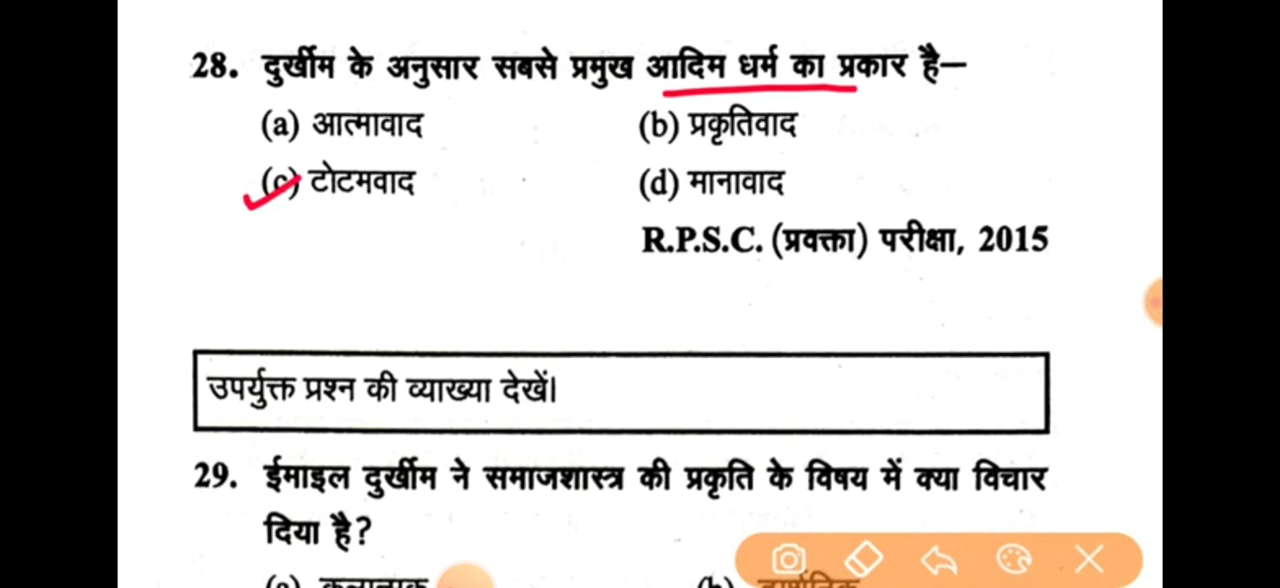 28. दुर्खीम के अनुसार सबसे प्रमुख आदिम धर्म का प्रकार है–
(a) आत्मावाद (b) प्रकृतिवाद
(c) टोटमवाद (d) मानावाद
R.P.S.C. (प्रवक्ता) परीक्षा, 2015
उपर्युक्त प्रश्न की व्याख्या देखें।
29. ईमाइल दुर्खीम ने समाजशास्त्र की प्रकृति के विषय में क्या विचार
दिया है?
(a) (b)